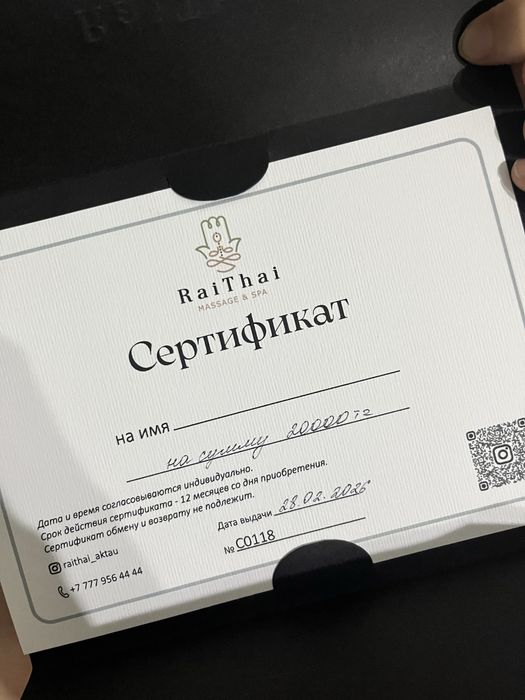 RaiThai
MASSAGE & SPA
Сертификат
на имя
на сумму 20000 тг
Дата и время согласовываются индивидуально.
Срок действия сертификата - 12 месяцев со дня приобретения.
Сертификат обмену и возврату не подлежит.
Дата выдачи 28.02.2026
raithai_aktau
№ C0118
+7 777 956 44 44